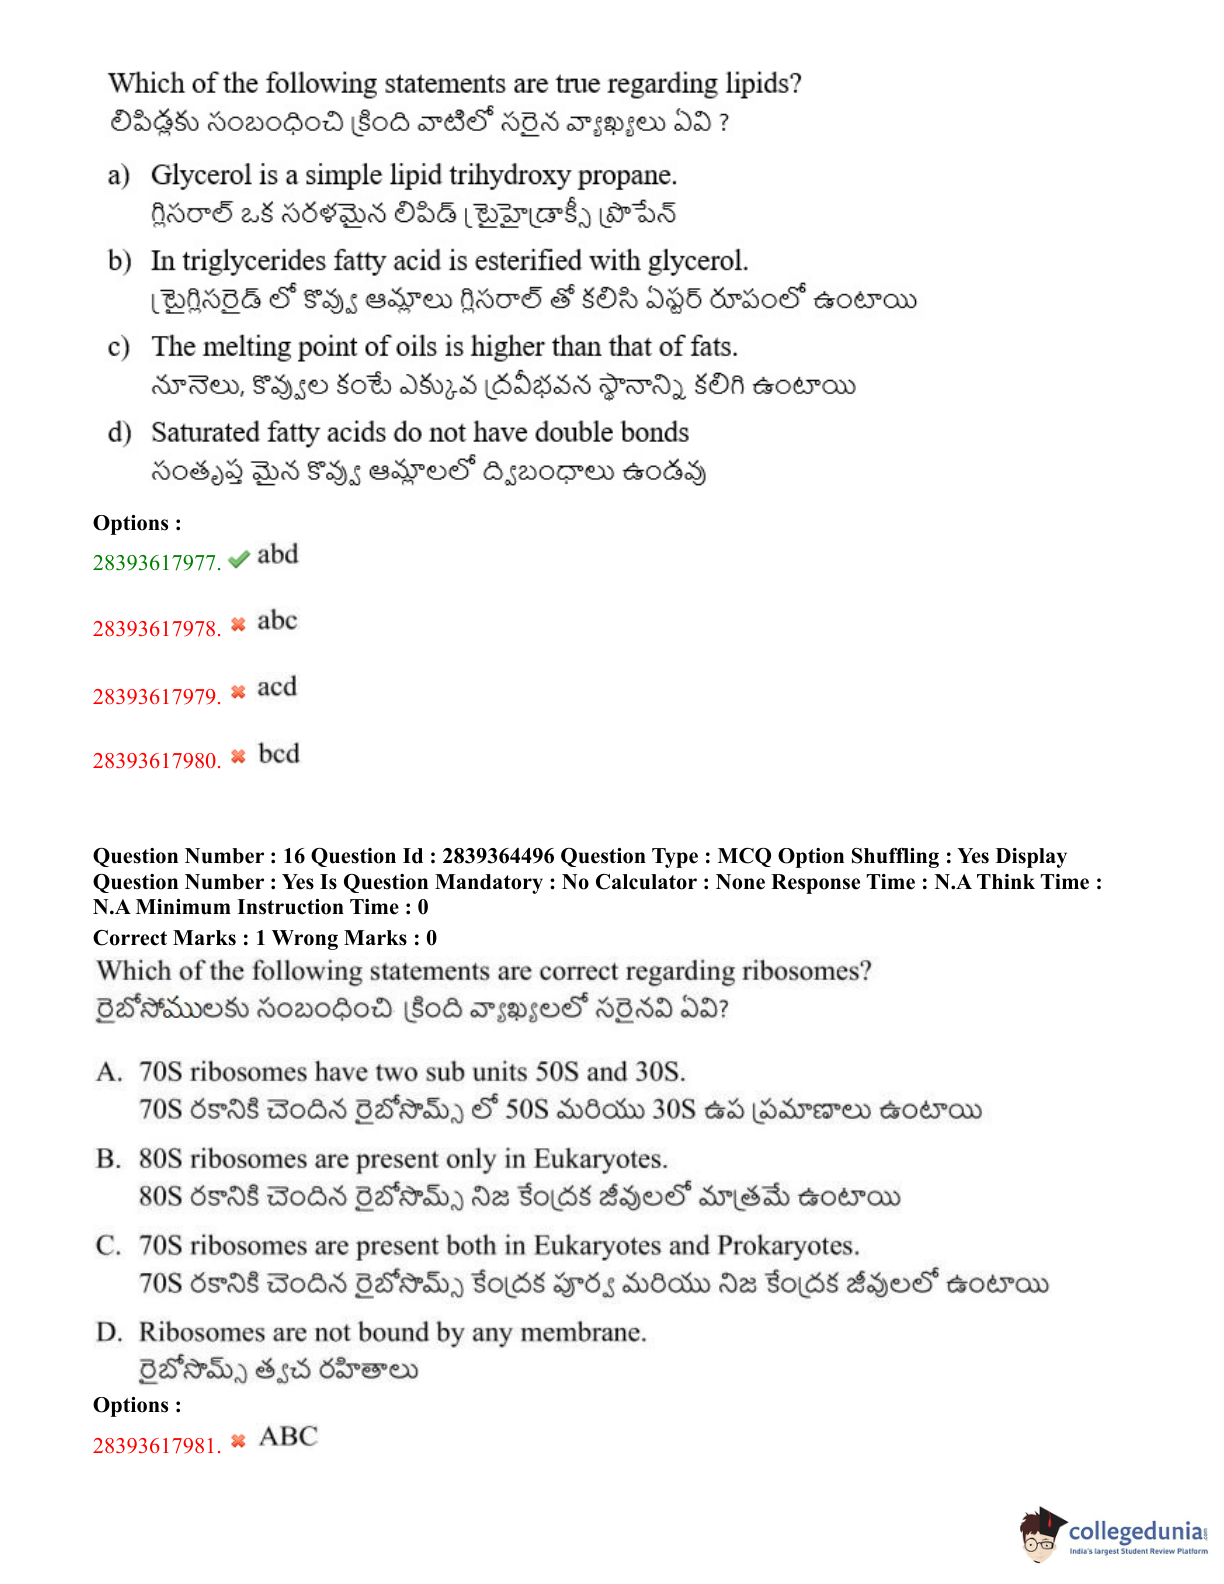 Which of the following statements are true regarding lipids?
లిపిడ్లకు సంబంధించి క్రింది వాటిలో సరైన వ్యాఖ్యలు ఏవి ?
a) Glycerol is a simple lipid trihydroxy propane.
గ్లిసరాల్ ఒక సరళమైన లిపిడ్ ట్రైహైడ్రాక్సీ ప్రొపేన్
b) In triglycerides fatty acid is esterified with glycerol.
ట్రైగ్లిసరైడ్ లో కొవ్వు ఆమ్లాలు గ్లిసరాల్ తో కలిసి ఏష్టర్ రూపంలో ఉంటాయి
c) The melting point of oils is higher than that of fats.
నూనెలు, కొవ్వుల కంటే ఎక్కువ ద్రవీభవన స్థానాన్ని కలిగి ఉంటాయి
d) Saturated fatty acids do not have double bonds
సంతృప్త మైన కొవ్వు ఆమ్లాలలో ద్విబంధాలు ఉండవు
Options :
28393617977. abd
28393617978. abc
28393617979. acd
28393617980. bcd
Question Number : 16 Question Id : 2839364496 Question Type : MCQ Option Shuffling : Yes Display
Question Number : Yes Is Question Mandatory : No Calculator : None Response Time : N.A Think Time :
N.A Minimum Instruction Time : 0
Correct Marks : 1 Wrong Marks : 0
Which of the following statements are correct regarding ribosomes?
రైబోసోములకు సంబంధించి క్రింది వ్యాఖ్యలలో సరైనవి ఏవి?
A. 70S ribosomes have two sub units 50S and 30S.
70S రకానికి చెందిన రైబోసొమ్స్ లో 50S మరియు 30S ఉప ప్రమాణాలు ఉంటాయి
B. 80S ribosomes are present only in Eukaryotes.
80S రకానికి చెందిన రైబోసొమ్స్ నిజ కేంద్రక జీవులలో మాత్రమే ఉంటాయి
C. 70S ribosomes are present both in Eukaryotes and Prokaryotes.
70S రకానికి చెందిన రైబోసొమ్స్ కేంద్రక పూర్వ మరియు నిజ కేంద్రక జీవులలో ఉంటాయి
D. Ribosomes are not bound by any membrane.
రైబోసొమ్స్ త్వచ రహితాలు
Options :
28393617981. ABC
collegedunia
India's largest Student Review Platform